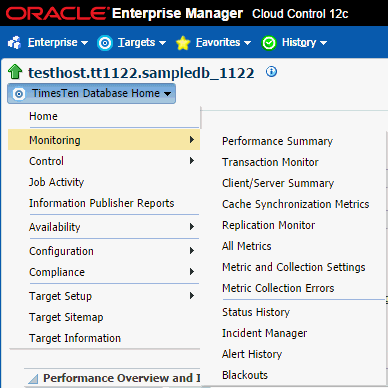 ORACLE Enterprise Manager Cloud Control 12c
Enterprise Targets Favorites History
testhost.tt1122.sampledb_1122
TimesTen Database Home
Home
Monitoring
Control
Job Activity
Information Publisher Reports
Availability
Configuration
Compliance
Target Setup
Target Sitemap
Target Information
Performance Summary
Transaction Monitor
Client/Server Summary
Cache Synchronization Metrics
Replication Monitor
All Metrics
Metric and Collection Settings
Metric Collection Errors
Status History
Incident Manager
Alert History
Blackouts
Performance Overview and